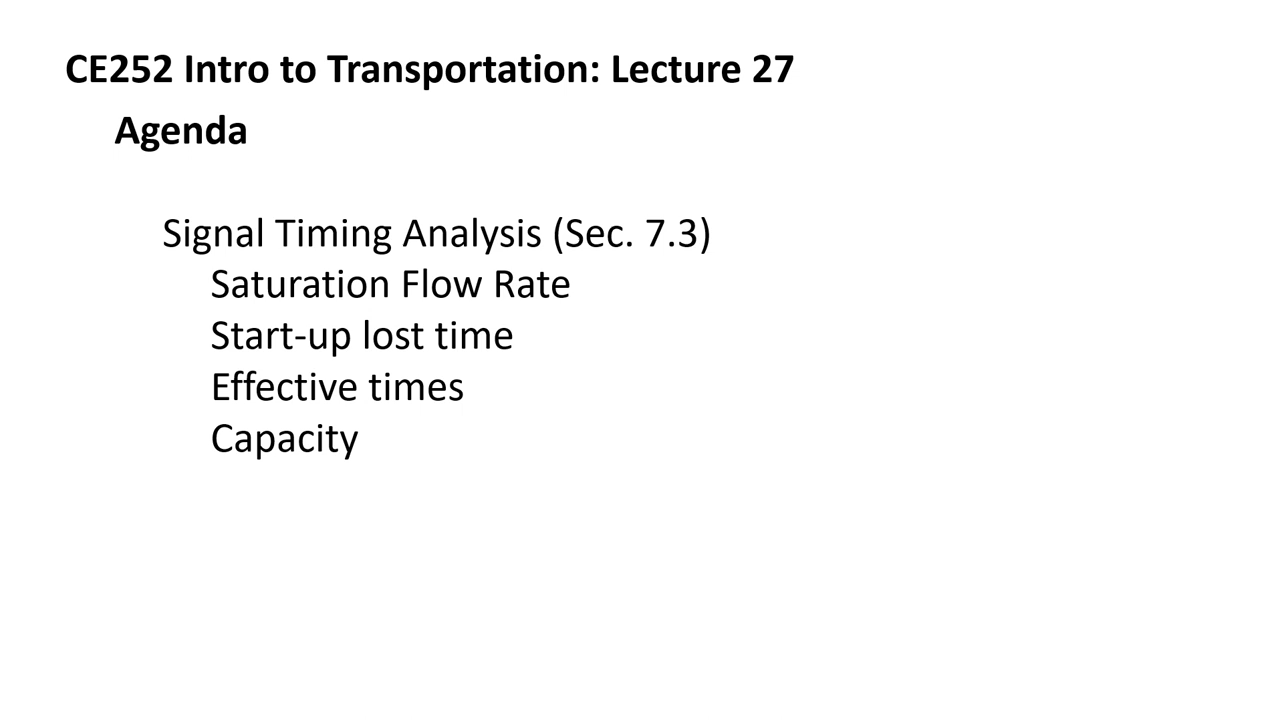 CE252 Intro to Transportation: Lecture 27
Agenda
Signal Timing Analysis (Sec. 7.3)
Saturation Flow Rate
Start-up lost time
Effective times
Capacity